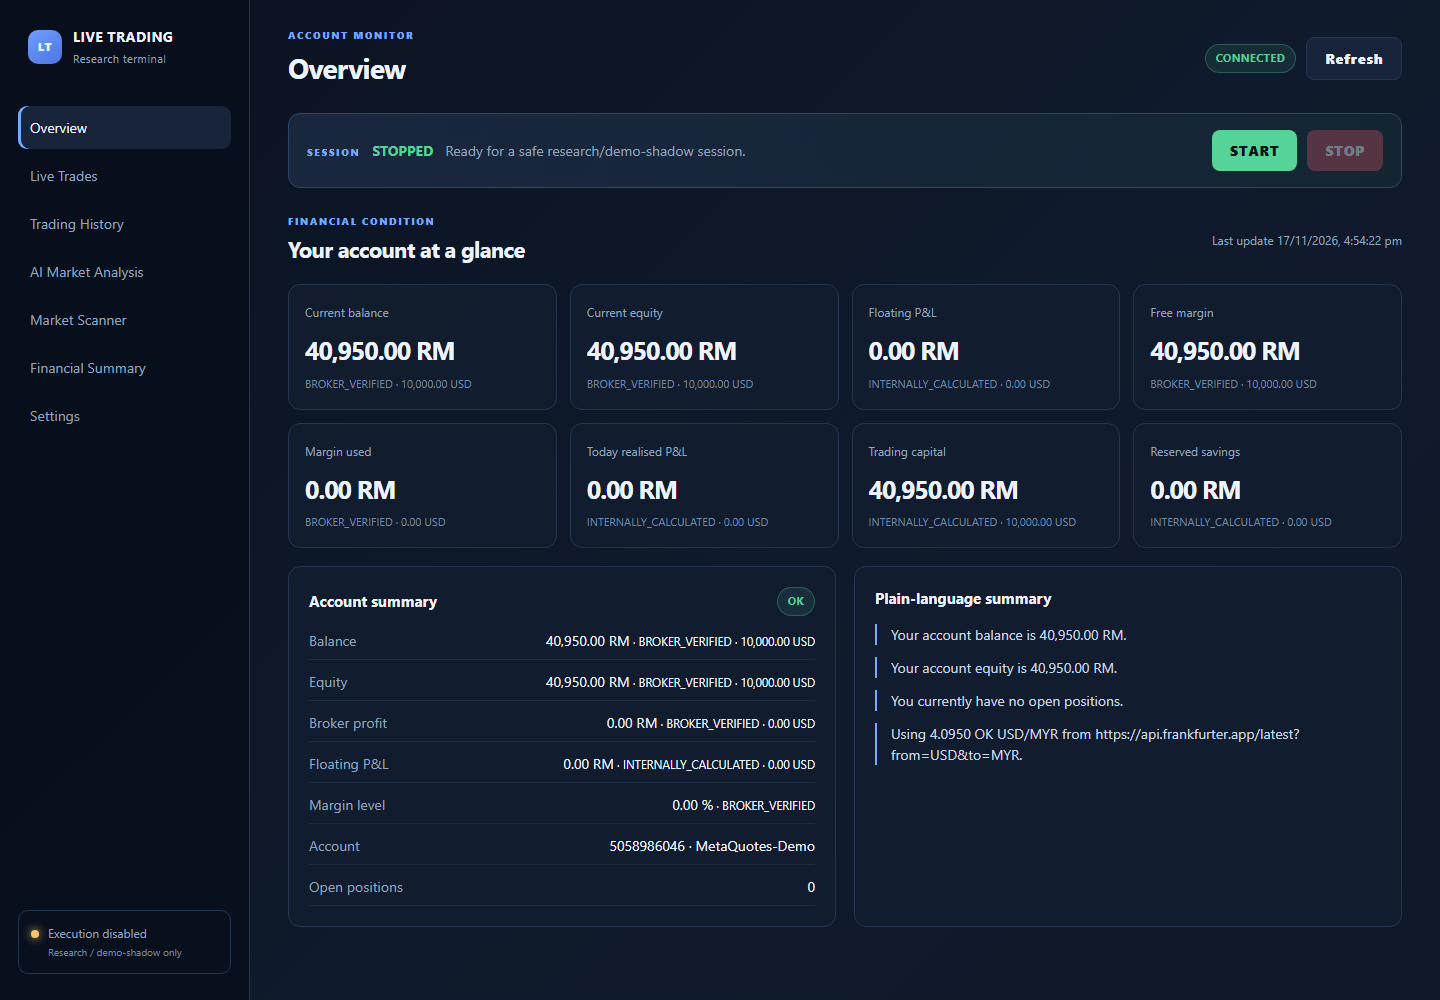 LT
LIVE TRADING
Research terminal
Overview
Live Trades
Trading History
AI Market Analysis
Market Scanner
Financial Summary
Settings
Execution disabled
Research / demo-shadow only
ACCOUNT MONITOR
Overview
CONNECTED
Refresh
SESSION STOPPED Ready for a safe research/demo-shadow session.
START
STOP
FINANCIAL CONDITION
Your account at a glance
Last update 17/11/2026, 4:54:22 pm
Current balance
40,950.00 RM
BROKER_VERIFIED · 10,000.00 USD
Current equity
40,950.00 RM
BROKER_VERIFIED · 10,000.00 USD
Floating P&L
0.00 RM
INTERNALLY_CALCULATED · 0.00 USD
Free margin
40,950.00 RM
BROKER_VERIFIED · 10,000.00 USD
Margin used
0.00 RM
BROKER_VERIFIED · 0.00 USD
Today realised P&L
0.00 RM
INTERNALLY_CALCULATED · 0.00 USD
Trading capital
40,950.00 RM
INTERNALLY_CALCULATED · 10,000.00 USD
Reserved savings
0.00 RM
INTERNALLY_CALCULATED · 0.00 USD
Account summary
OK
Balance 40,950.00 RM · BROKER_VERIFIED · 10,000.00 USD
Equity 40,950.00 RM · BROKER_VERIFIED · 10,000.00 USD
Broker profit 0.00 RM · BROKER_VERIFIED · 0.00 USD
Floating P&L 0.00 RM · INTERNALLY_CALCULATED · 0.00 USD
Margin level 0.00 % · BROKER_VERIFIED
Account 5058986046 · MetaQuotes-Demo
Open positions 0
Plain-language summary
Your account balance is 40,950.00 RM.
Your account equity is 40,950.00 RM.
You currently have no open positions.
Using 4.0950 OK USD/MYR from https://api.frankfurter.app/latest?
from=USD&to=MYR.